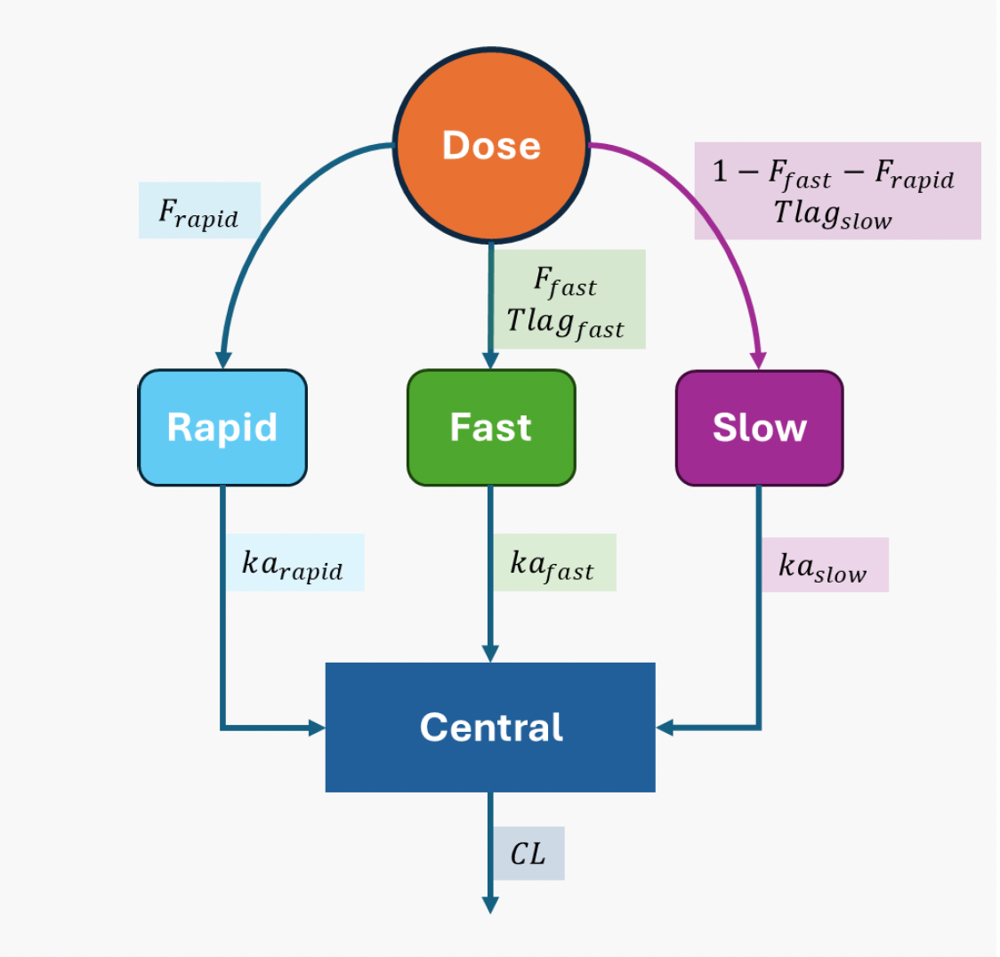 Dose
F_rapid
1 − F_fast − F_rapid
Tlag_slow
F_fast
Tlag_fast
Rapid
Fast
Slow
ka_rapid
ka_fast
ka_slow
Central
CL